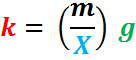 k = (m/X) g